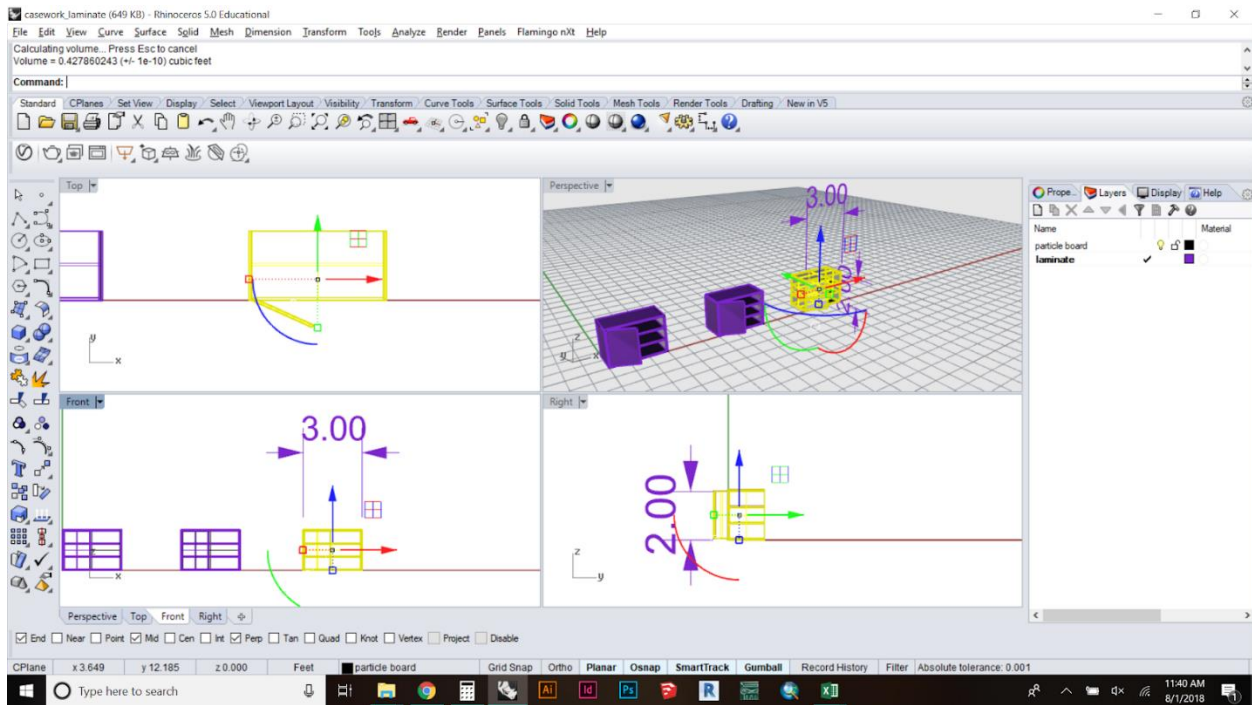 casework_laminate (649 KB) - Rhinoceros 5.0 Educational
File Edit View Curve Surface Solid Mesh Dimension Transform Tools Analyze Render Panels Flamingo nXt Help
Calculating volume... Press Esc to cancel
Volume = 0.427860243 (+/- 1e-10) cubic feet
Command:
Standard CPlanes Set View Display Select Viewport Layout Visibility Transform Curve Tools Surface Tools Solid Tools Mesh Tools Render Tools Drafting New in V5
Top
y
x
Perspective
3.00
z
y
x
Prope... Layers Display Help
Name Material
particle board
laminate
Front
3.00
z
x
Right
2.00
z
y
Perspective Top Front Right
End Near Point Mid Cen Int Perp Tan Quad Knot Vertex Project Disable
CPlane x 3.649 y 12.185 z 0.000 Feet particle board Grid Snap Ortho Planar Osnap SmartTrack Gumball Record History Filter Absolute tolerance: 0.001
Type here to search
Ai
Id
Ps
R
11:40 AM
8/1/2018